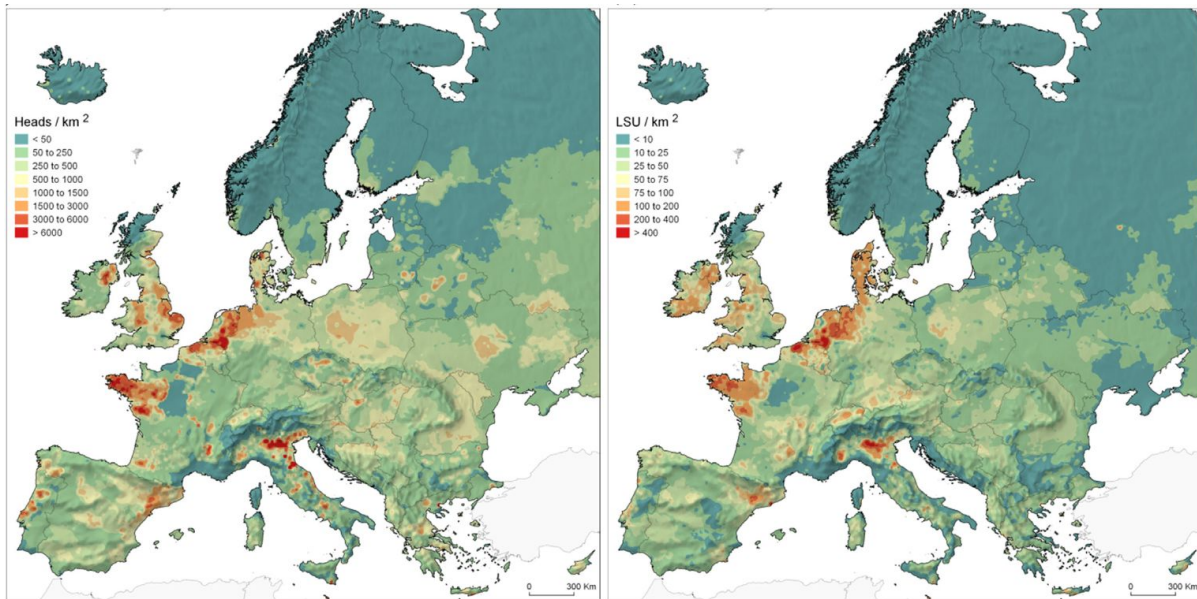 Heads / km 2
< 50
50 to 250
250 to 500
500 to 1000
1000 to 1500
1500 to 3000
3000 to 6000
> 6000
0 300 Km
LSU / km 2
< 10
10 to 25
25 to 50
50 to 75
75 to 100
100 to 200
200 to 400
> 400
0 300 Km